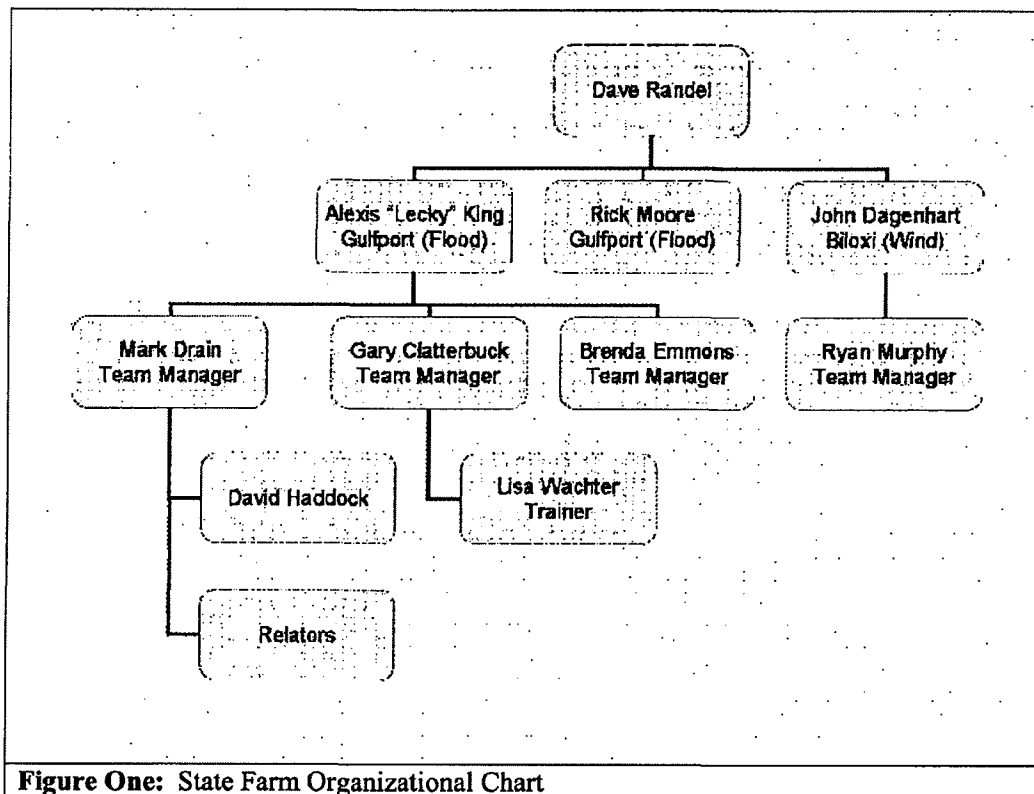 Dave Randel
Alexis "Lecky" King
Gulfport (Flood)
Rick Moore
Gulfport (Flood)
John Dagenhart
Biloxi (Wind)
Mark Drain
Team Manager
Gary Clatterbuck
Team Manager
Brenda Emmons
Team Manager
Ryan Murphy
Team Manager
David Haddock
Lisa Wachter
Trainer
Relators
Figure One: State Farm Organizational Chart